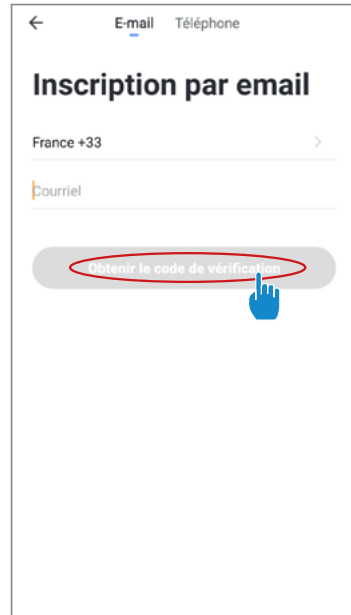 E-mail Téléphone
Inscription par email
France +33
Courriel
Obtenir le code de vérification